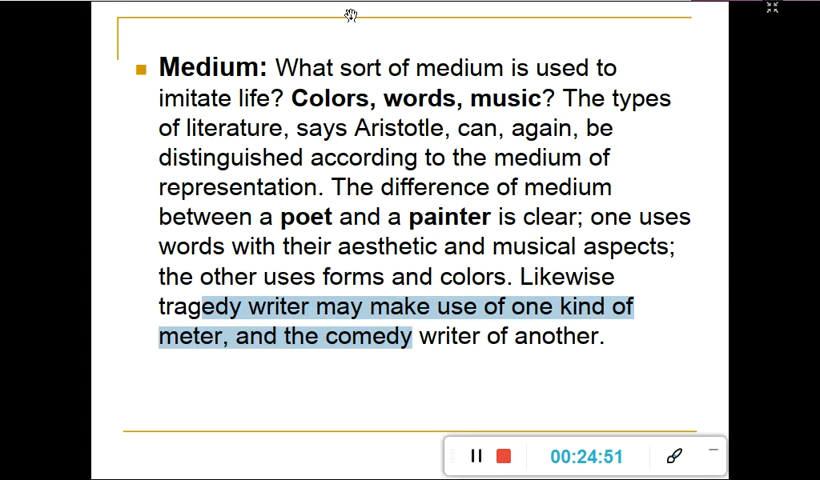 Medium: What sort of medium is used to
imitate life? Colors, words, music? The types
of literature, says Aristotle, can, again, be
distinguished according to the medium of
representation. The difference of medium
between a poet and a painter is clear; one uses
words with their aesthetic and musical aspects;
the other uses forms and colors. Likewise
tragedy writer may make use of one kind of
meter, and the comedy writer of another.
00:24:51